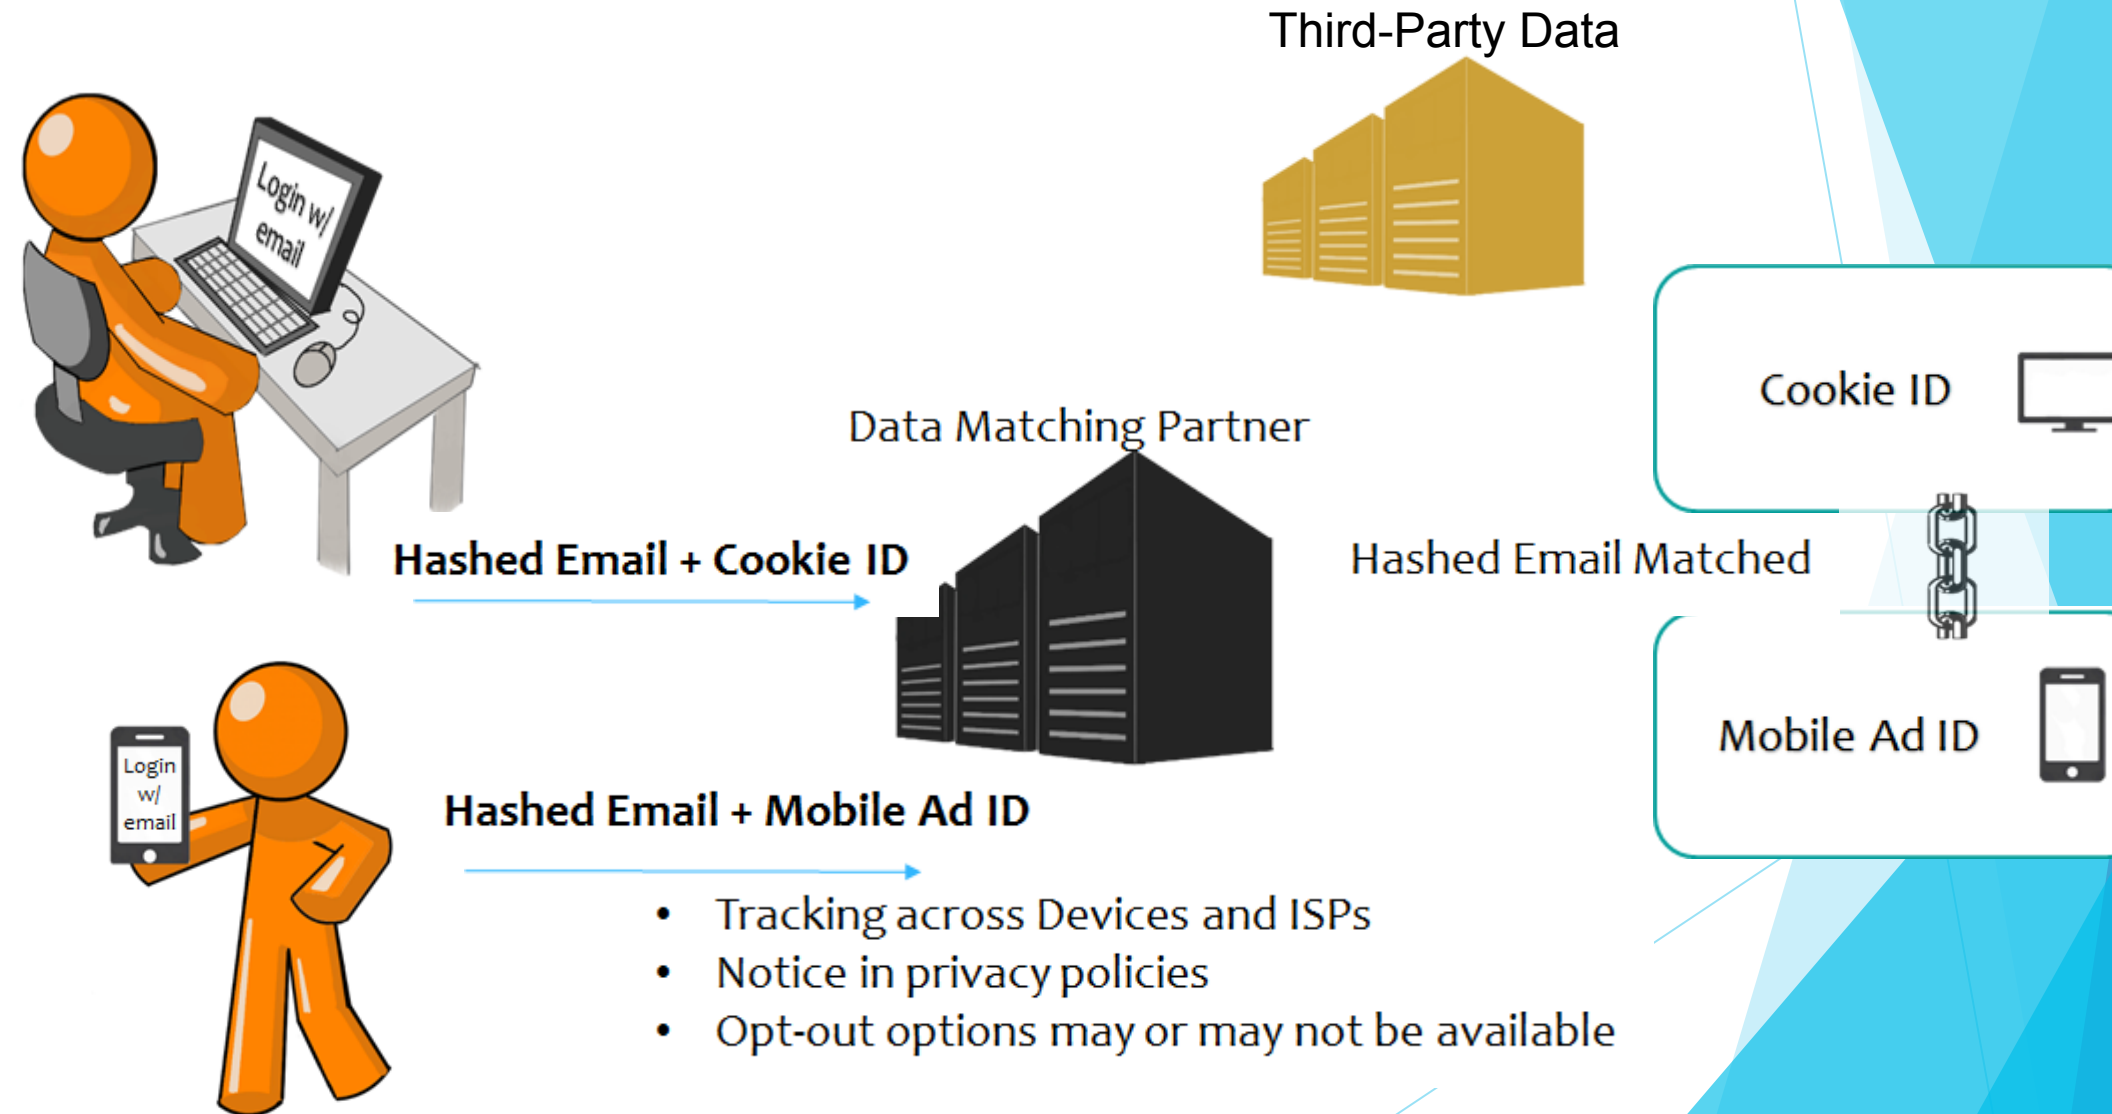 Third-Party Data
Login w/
email
Cookie ID
Data Matching Partner
Hashed Email + Cookie ID
Hashed Email Matched
Mobile Ad ID
Login
w/
email
Hashed Email + Mobile Ad ID
• Tracking across Devices and ISPs
• Notice in privacy policies
• Opt-out options may or may not be available